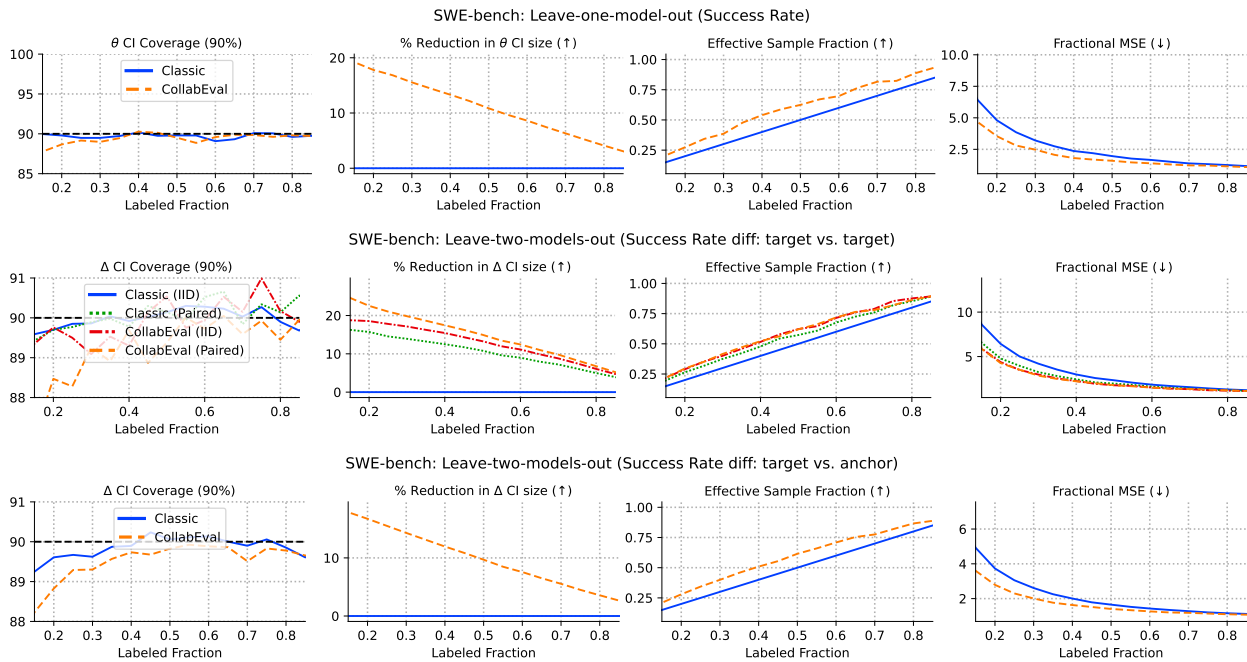 SWE-bench: Leave-one-model-out (Success Rate)
θ CI Coverage (90%)
% Reduction in θ CI size (↑)
Effective Sample Fraction (↑)
Fractional MSE (↓)
100
95
90
85
Classic
CollabEval
0.2 0.3 0.4 0.5 0.6 0.7 0.8
Labeled Fraction
20
10
0
0.2 0.3 0.4 0.5 0.6 0.7 0.8
Labeled Fraction
1.00
0.75
0.50
0.25
0.2 0.3 0.4 0.5 0.6 0.7 0.8
Labeled Fraction
10.0
7.5
5.0
2.5
0.2 0.3 0.4 0.5 0.6 0.7 0.8
Labeled Fraction
SWE-bench: Leave-two-models-out (Success Rate diff: target vs. target)
Δ CI Coverage (90%)
% Reduction in Δ CI size (↑)
Effective Sample Fraction (↑)
Fractional MSE (↓)
91
90
89
88
Classic (IID)
Classic (Paired)
CollabEval (IID)
CollabEval (Paired)
0.2 0.4 0.6 0.8
Labeled Fraction
20
10
0
0.2 0.4 0.6 0.8
Labeled Fraction
1.00
0.75
0.50
0.25
0.2 0.4 0.6 0.8
Labeled Fraction
10
5
0.2 0.4 0.6 0.8
Labeled Fraction
SWE-bench: Leave-two-models-out (Success Rate diff: target vs. anchor)
Δ CI Coverage (90%)
% Reduction in Δ CI size (↑)
Effective Sample Fraction (↑)
Fractional MSE (↓)
91
90
89
88
Classic
CollabEval
0.2 0.3 0.4 0.5 0.6 0.7 0.8
Labeled Fraction
10
0
0.2 0.3 0.4 0.5 0.6 0.7 0.8
Labeled Fraction
1.00
0.75
0.50
0.25
0.2 0.3 0.4 0.5 0.6 0.7 0.8
Labeled Fraction
6
4
2
0.2 0.3 0.4 0.5 0.6 0.7 0.8
Labeled Fraction